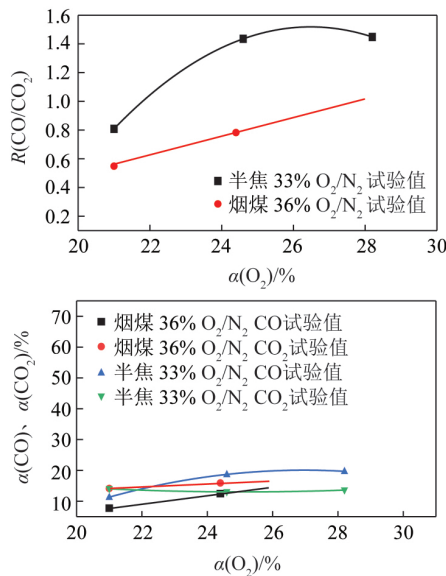 1.6
1.4
1.2
1.0
0.8
0.6
0.4
0.2
R(CO/CO₂)
半焦 33% O₂/N₂ 试验值
烟煤 36% O₂/N₂ 试验值
20 22 24 26 28 30
α(O₂)/%
70
60
50
40
30
20
10
α(CO)、α(CO₂)/%
烟煤 36% O₂/N₂ CO试验值
烟煤 36% O₂/N₂ CO₂试验值
半焦 33% O₂/N₂ CO试验值
半焦 33% O₂/N₂ CO₂试验值
20 22 24 26 28 30
α(O₂)/%